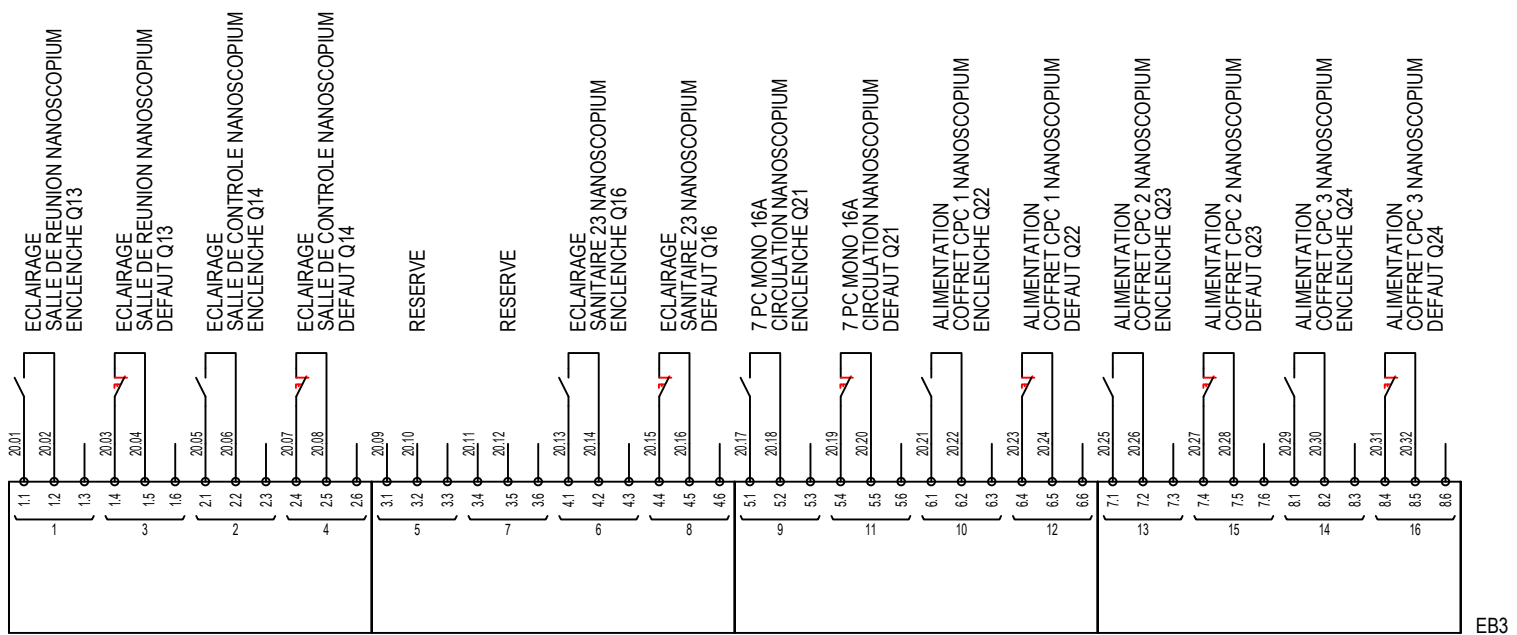 ECLAIRAGE
SALLE DE REUNION NANOSCOPIUM
ENCLENCHE Q13
ECLAIRAGE
SALLE DE REUNION NANOSCOPIUM
DEFAUT Q13
ECLAIRAGE
SALLE DE CONTROLE NANOSCOPIUM
ENCLENCHE Q14
ECLAIRAGE
SALLE DE CONTROLE NANOSCOPIUM
DEFAUT Q14
RESERVE
RESERVE
ECLAIRAGE
SANITAIRE 23 NANOSCOPIUM
ENCLENCHE Q16
ECLAIRAGE
SANITAIRE 23 NANOSCOPIUM
DEFAUT Q16
7 PC MONO 16A
CIRCULATION NANOSCOPIUM
ENCLENCHE Q21
7 PC MONO 16A
CIRCULATION NANOSCOPIUM
DEFAUT Q21
ALIMENTATION
COFFRET CPC 1 NANOSCOPIUM
ENCLENCHE Q22
ALIMENTATION
COFFRET CPC 1 NANOSCOPIUM
DEFAUT Q22
ALIMENTATION
COFFRET CPC 2 NANOSCOPIUM
ENCLENCHE Q23
ALIMENTATION
COFFRET CPC 2 NANOSCOPIUM
DEFAUT Q23
ALIMENTATION
COFFRET CPC 3 NANOSCOPIUM
ENCLENCHE Q24
ALIMENTATION
COFFRET CPC 3 NANOSCOPIUM
DEFAUT Q24
20.01
20.02
20.03
20.04
20.05
20.06
20.07
20.08
20.09
20.10
20.11
20.12
20.13
20.14
20.15
20.16
20.17
20.18
20.19
20.20
20.21
20.22
20.23
20.24
20.25
20.26
20.27
20.28
20.29
20.30
20.31
20.32
1.1
1.2
1.3
1.4
1.5
1.6
2.1
2.2
2.3
2.4
2.5
2.6
3.1
3.2
3.3
3.4
3.5
3.6
4.1
4.2
4.3
4.4
4.5
4.6
5.1
5.2
5.3
5.4
5.5
5.6
6.1
6.2
6.3
6.4
6.5
6.6
7.1
7.2
7.3
7.4
7.5
7.6
8.1
8.2
8.3
8.4
8.5
8.6
1 3 2 4 5 7 6 8 9 11 10 12 13 15 14 16
EB3